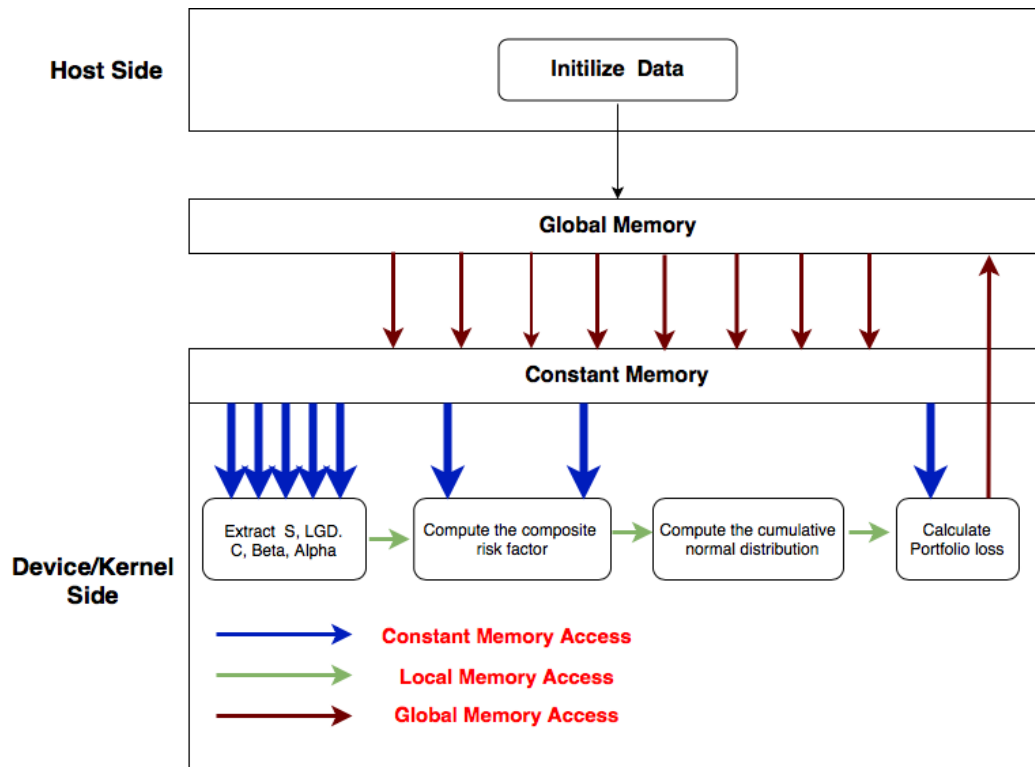 Host Side
Initilize Data
Global Memory
Constant Memory
Extract S, LGD.
C, Beta, Alpha
Compute the composite
risk factor
Compute the cumulative
normal distribution
Calculate
Portfolio loss
Device/Kernel
Side
Constant Memory Access
Local Memory Access
Global Memory Access